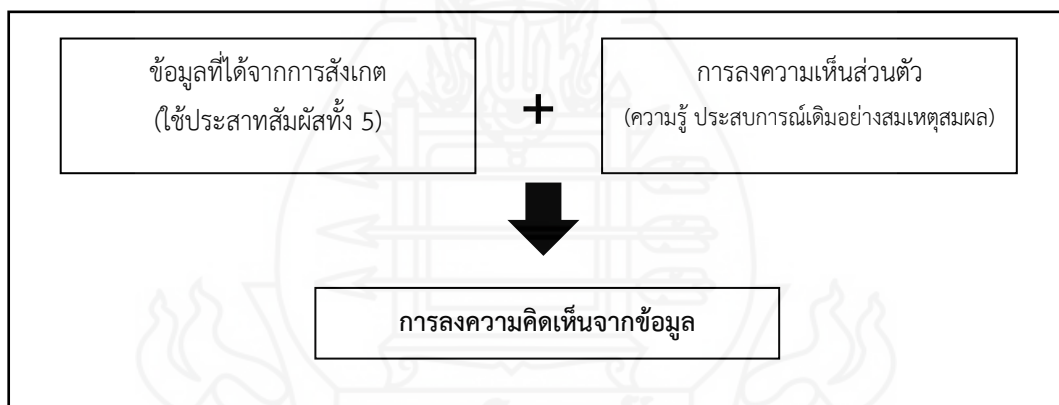 ข้อมูลที่ได้จากการสังเกต
(ใช้ประสาทสัมผัสทั้ง 5)
+
การลงความเห็นส่วนตัว
(ความรู้ ประสบการณ์เดิมอย่างสมเหตุสมผล)
การลงความคิดเห็นจากข้อมูล